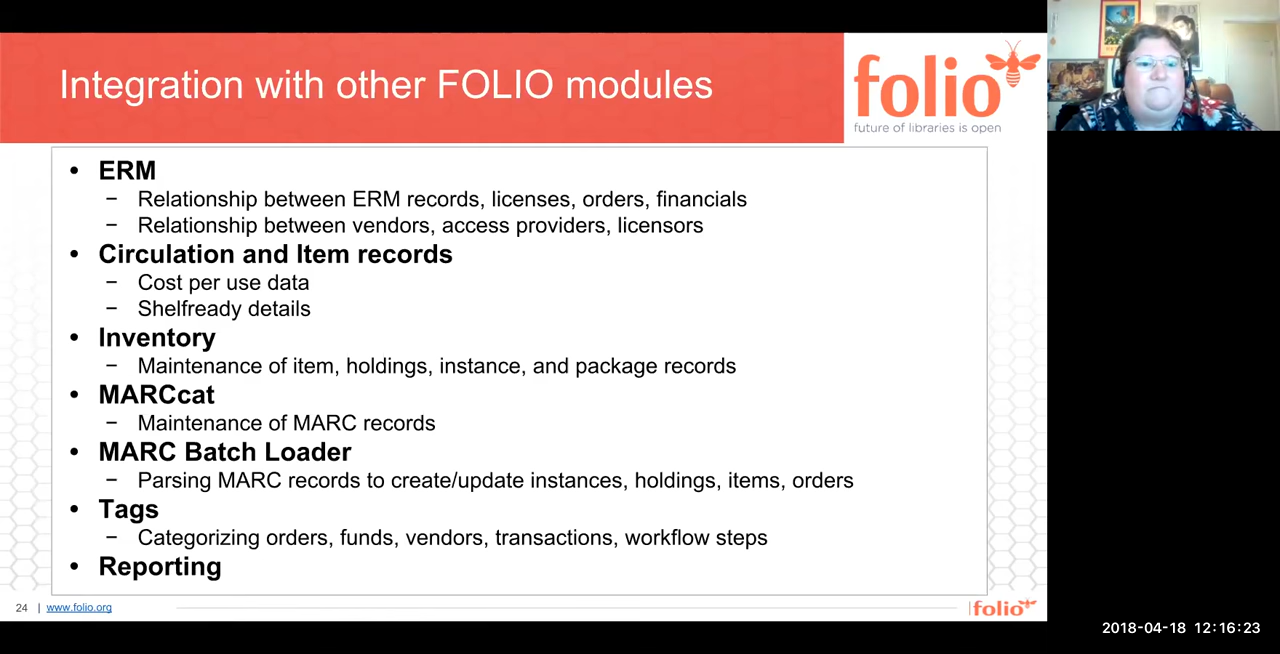 Integration with other FOLIO modules
folio
future of libraries is open
• ERM
− Relationship between ERM records, licenses, orders, financials
− Relationship between vendors, access providers, licensors
• Circulation and Item records
− Cost per use data
− Shelfready details
• Inventory
− Maintenance of item, holdings, instance, and package records
• MARCcat
− Maintenance of MARC records
• MARC Batch Loader
− Parsing MARC records to create/update instances, holdings, items, orders
• Tags
− Categorizing orders, funds, vendors, transactions, workflow steps
• Reporting
24 | www.folio.org
folio
2018-04-18 12:16:23